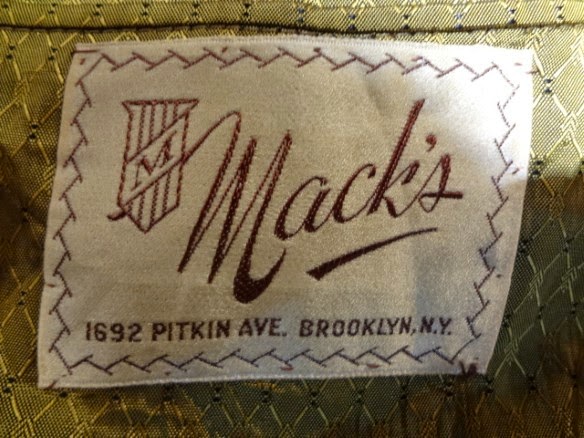 M
Mack's
1692 PITKIN AVE. BROOKLYN, N.Y.